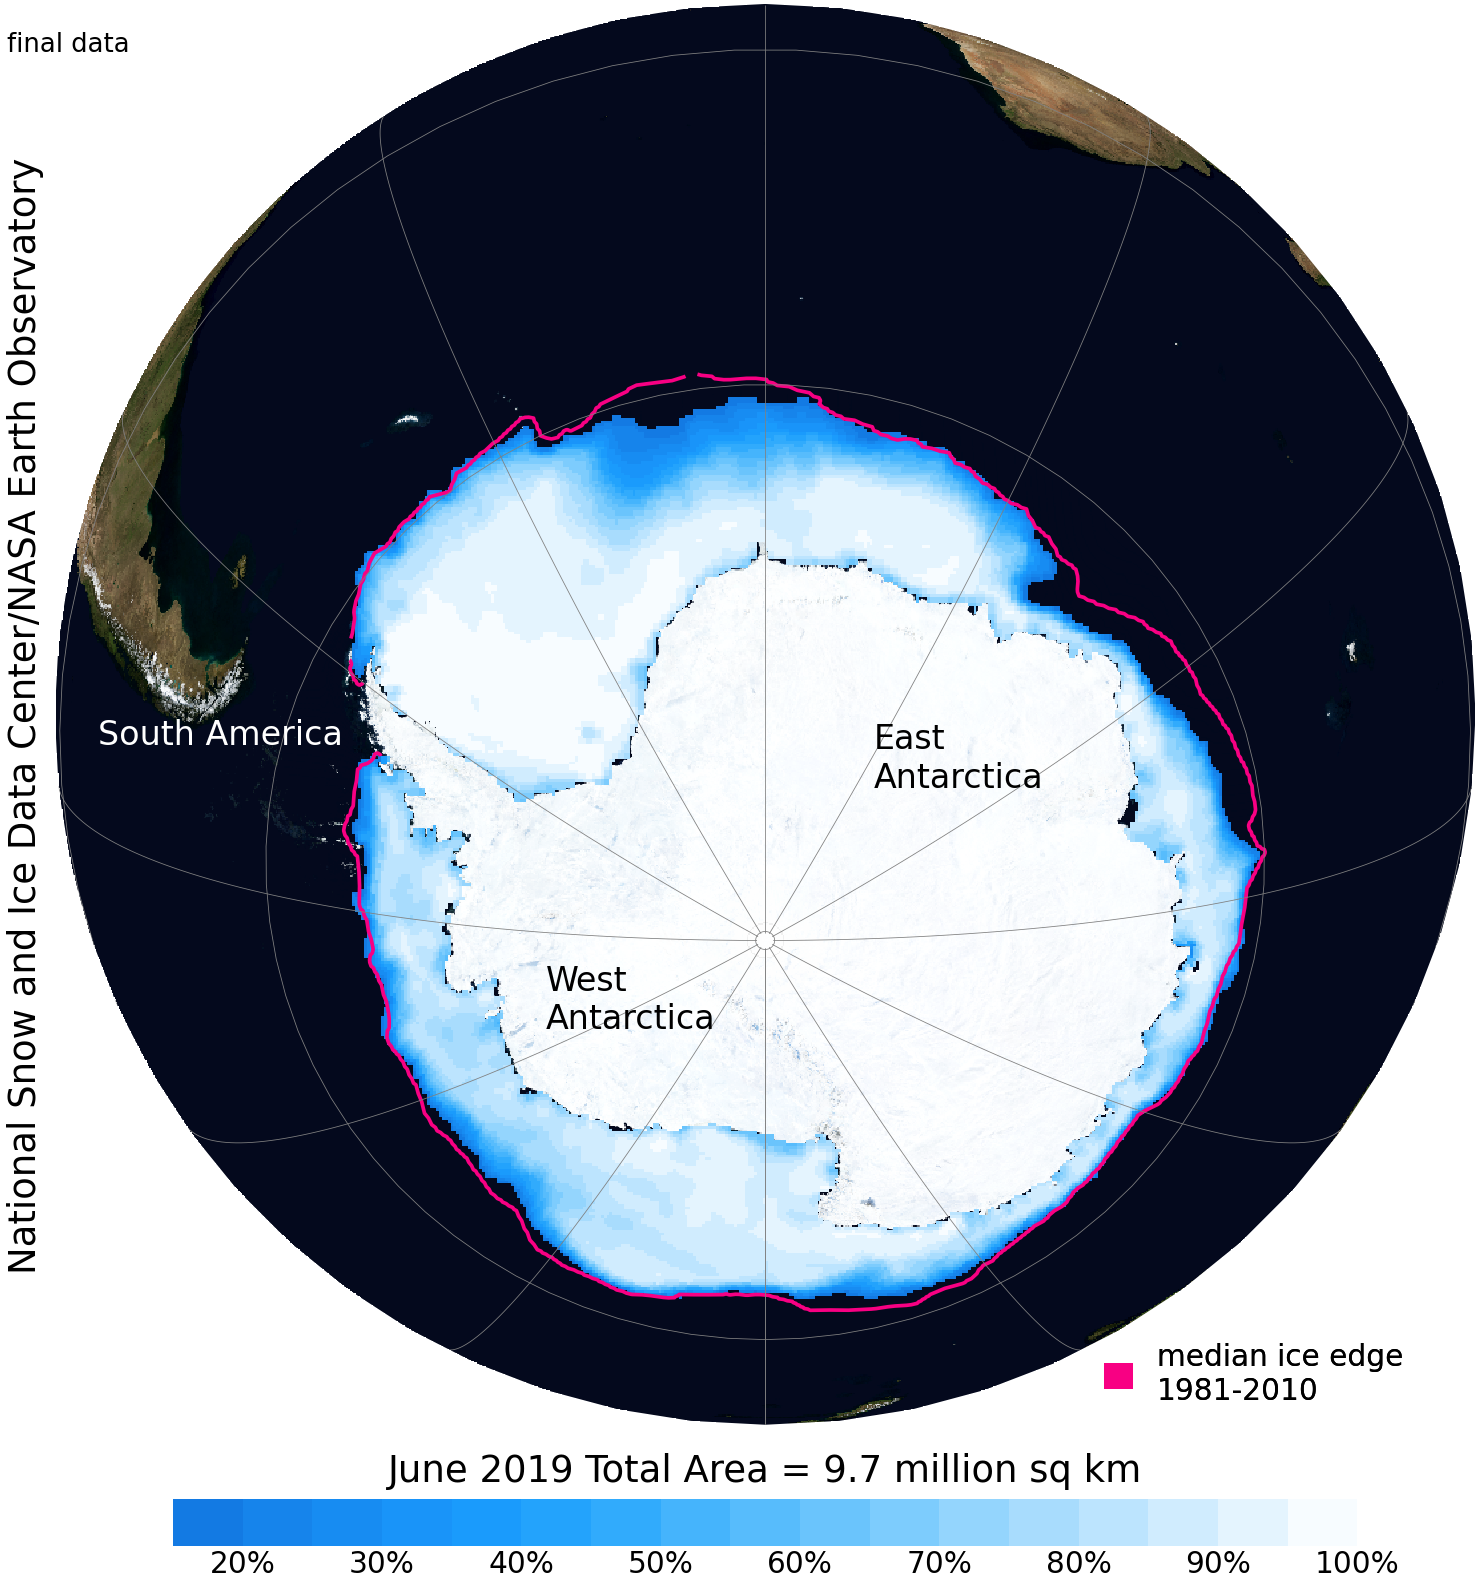 final data
National Snow and Ice Data Center/NASA Earth Observatory
South America
East
Antarctica
West
Antarctica
median ice edge
1981-2010
June 2019 Total Area = 9.7 million sq km
20% 30% 40% 50% 60% 70% 80% 90% 100%